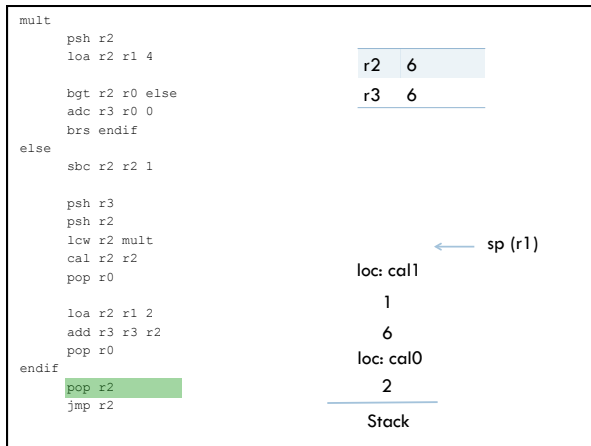 mult
psh r2
loa r2 r1 4
bgt r2 r0 else
adc r3 r0 0
brs endif
else
sbc r2 r2 1
psh r3
psh r2
lcw r2 mult
cal r2 r2
pop r0
loa r2 r1 2
add r3 r3 r2
pop r0
endif
pop r2
jmp r2
r2 6
r3 6
sp (r1)
loc: cal1
1
6
loc: cal0
2
Stack